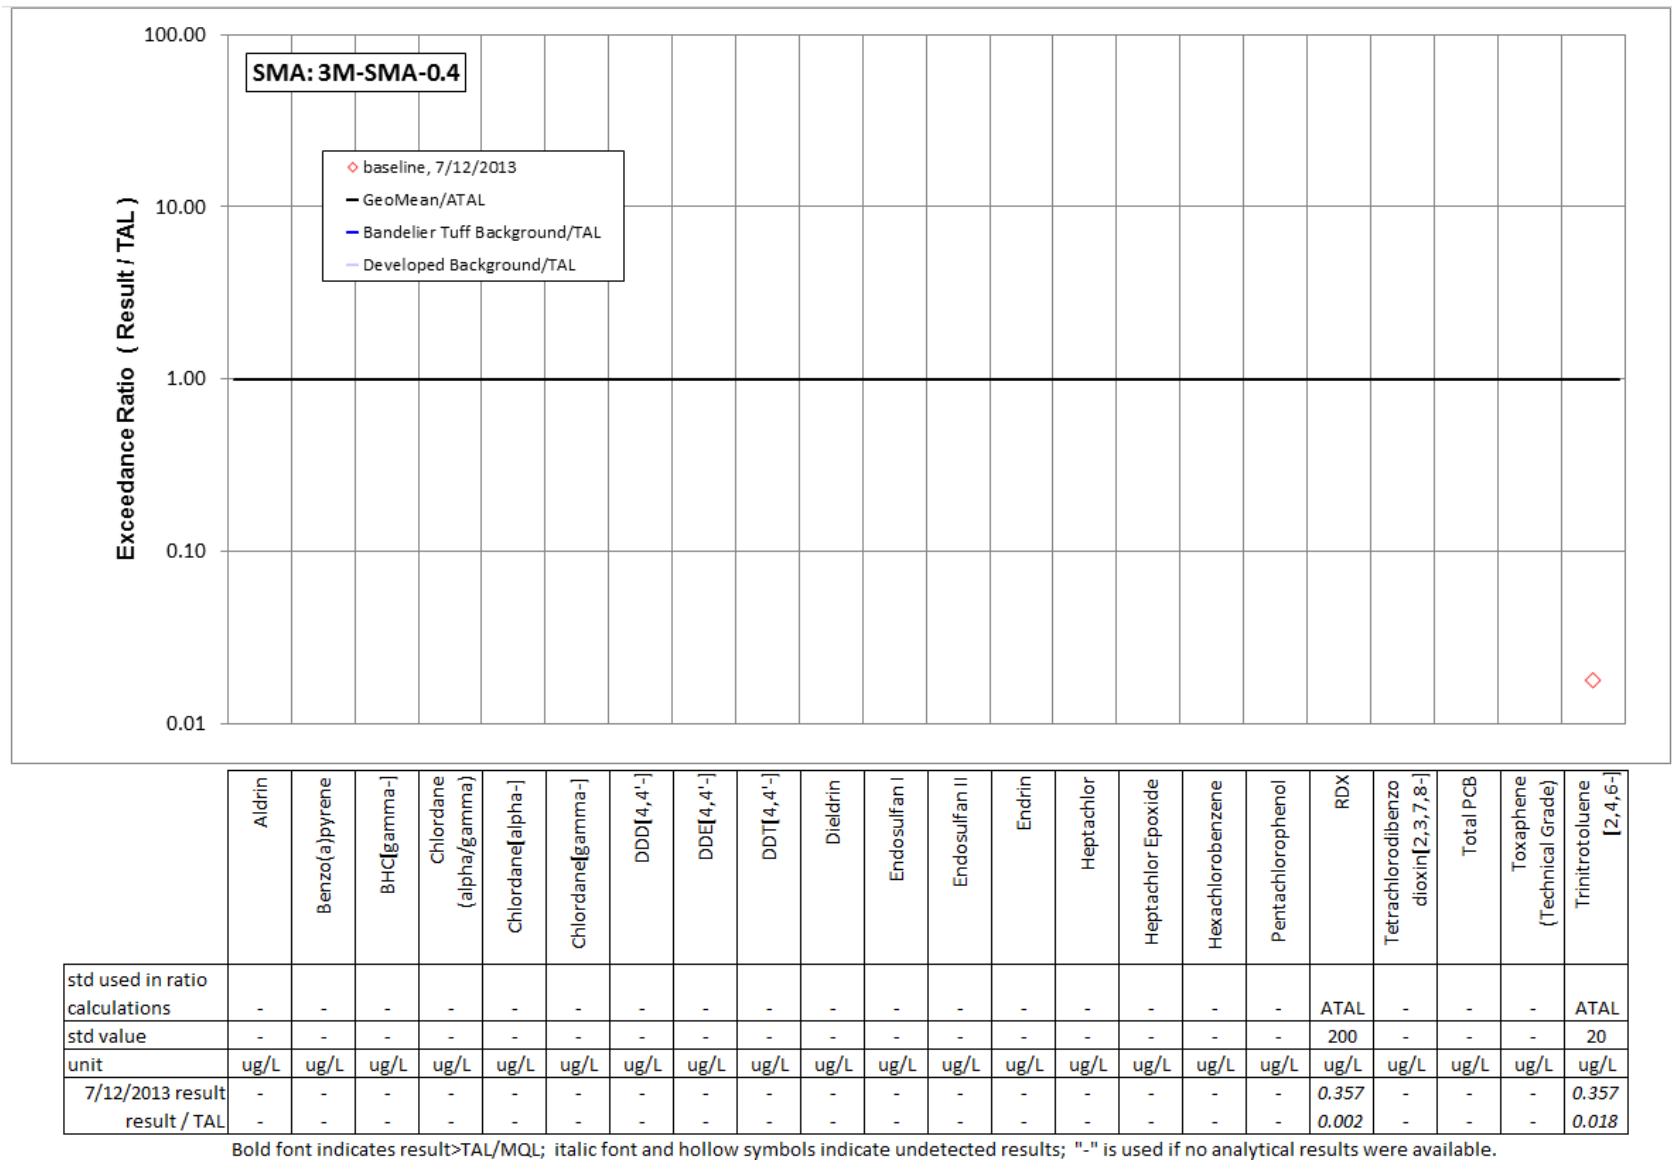 100.00
SMA: 3M-SMA-0.4
baseline, 7/12/2013
GeoMean/ATAL
Bandelier Tuff Background/TAL
Developed Background/TAL
10.00
1.00
0.10
0.01
Exceedance Ratio ( Result / TAL )
Aldrin
Benzo(a)pyrene
BHC[gamma-]
Chlordane
(alpha/gamma)
Chlordane[alpha-]
Chlordane[gamma-]
DDD[4,4'-]
DDE[4,4'-]
DDT[4,4'-]
Dieldrin
Endosulfan I
Endosulfan II
Endrin
Heptachlor
Heptachlor Epoxide
Hexachlorobenzene
Pentachlorophenol
RDX
Tetrachlorodibenzo
dioxin[2,3,7,8-]
Total PCB
Toxaphene
(Technical Grade)
Trinitrotoluene
[2,4,6-]
std used in ratio
calculations - - - - - - - - - - - - - - - - - ATAL - - - ATAL
std value - - - - - - - - - - - - - - - - - 200 - - - 20
unit ug/L ug/L ug/L ug/L ug/L ug/L ug/L ug/L ug/L ug/L ug/L ug/L ug/L ug/L ug/L ug/L ug/L ug/L ug/L ug/L ug/L ug/L
7/12/2013 result - - - - - - - - - - - - - - - - - 0.357 - - - 0.357
result / TAL - - - - - - - - - - - - - - - - - 0.002 - - - 0.018
Bold font indicates result>TAL/MQL; italic font and hollow symbols indicate undetected results; "-" is used if no analytical results were available.